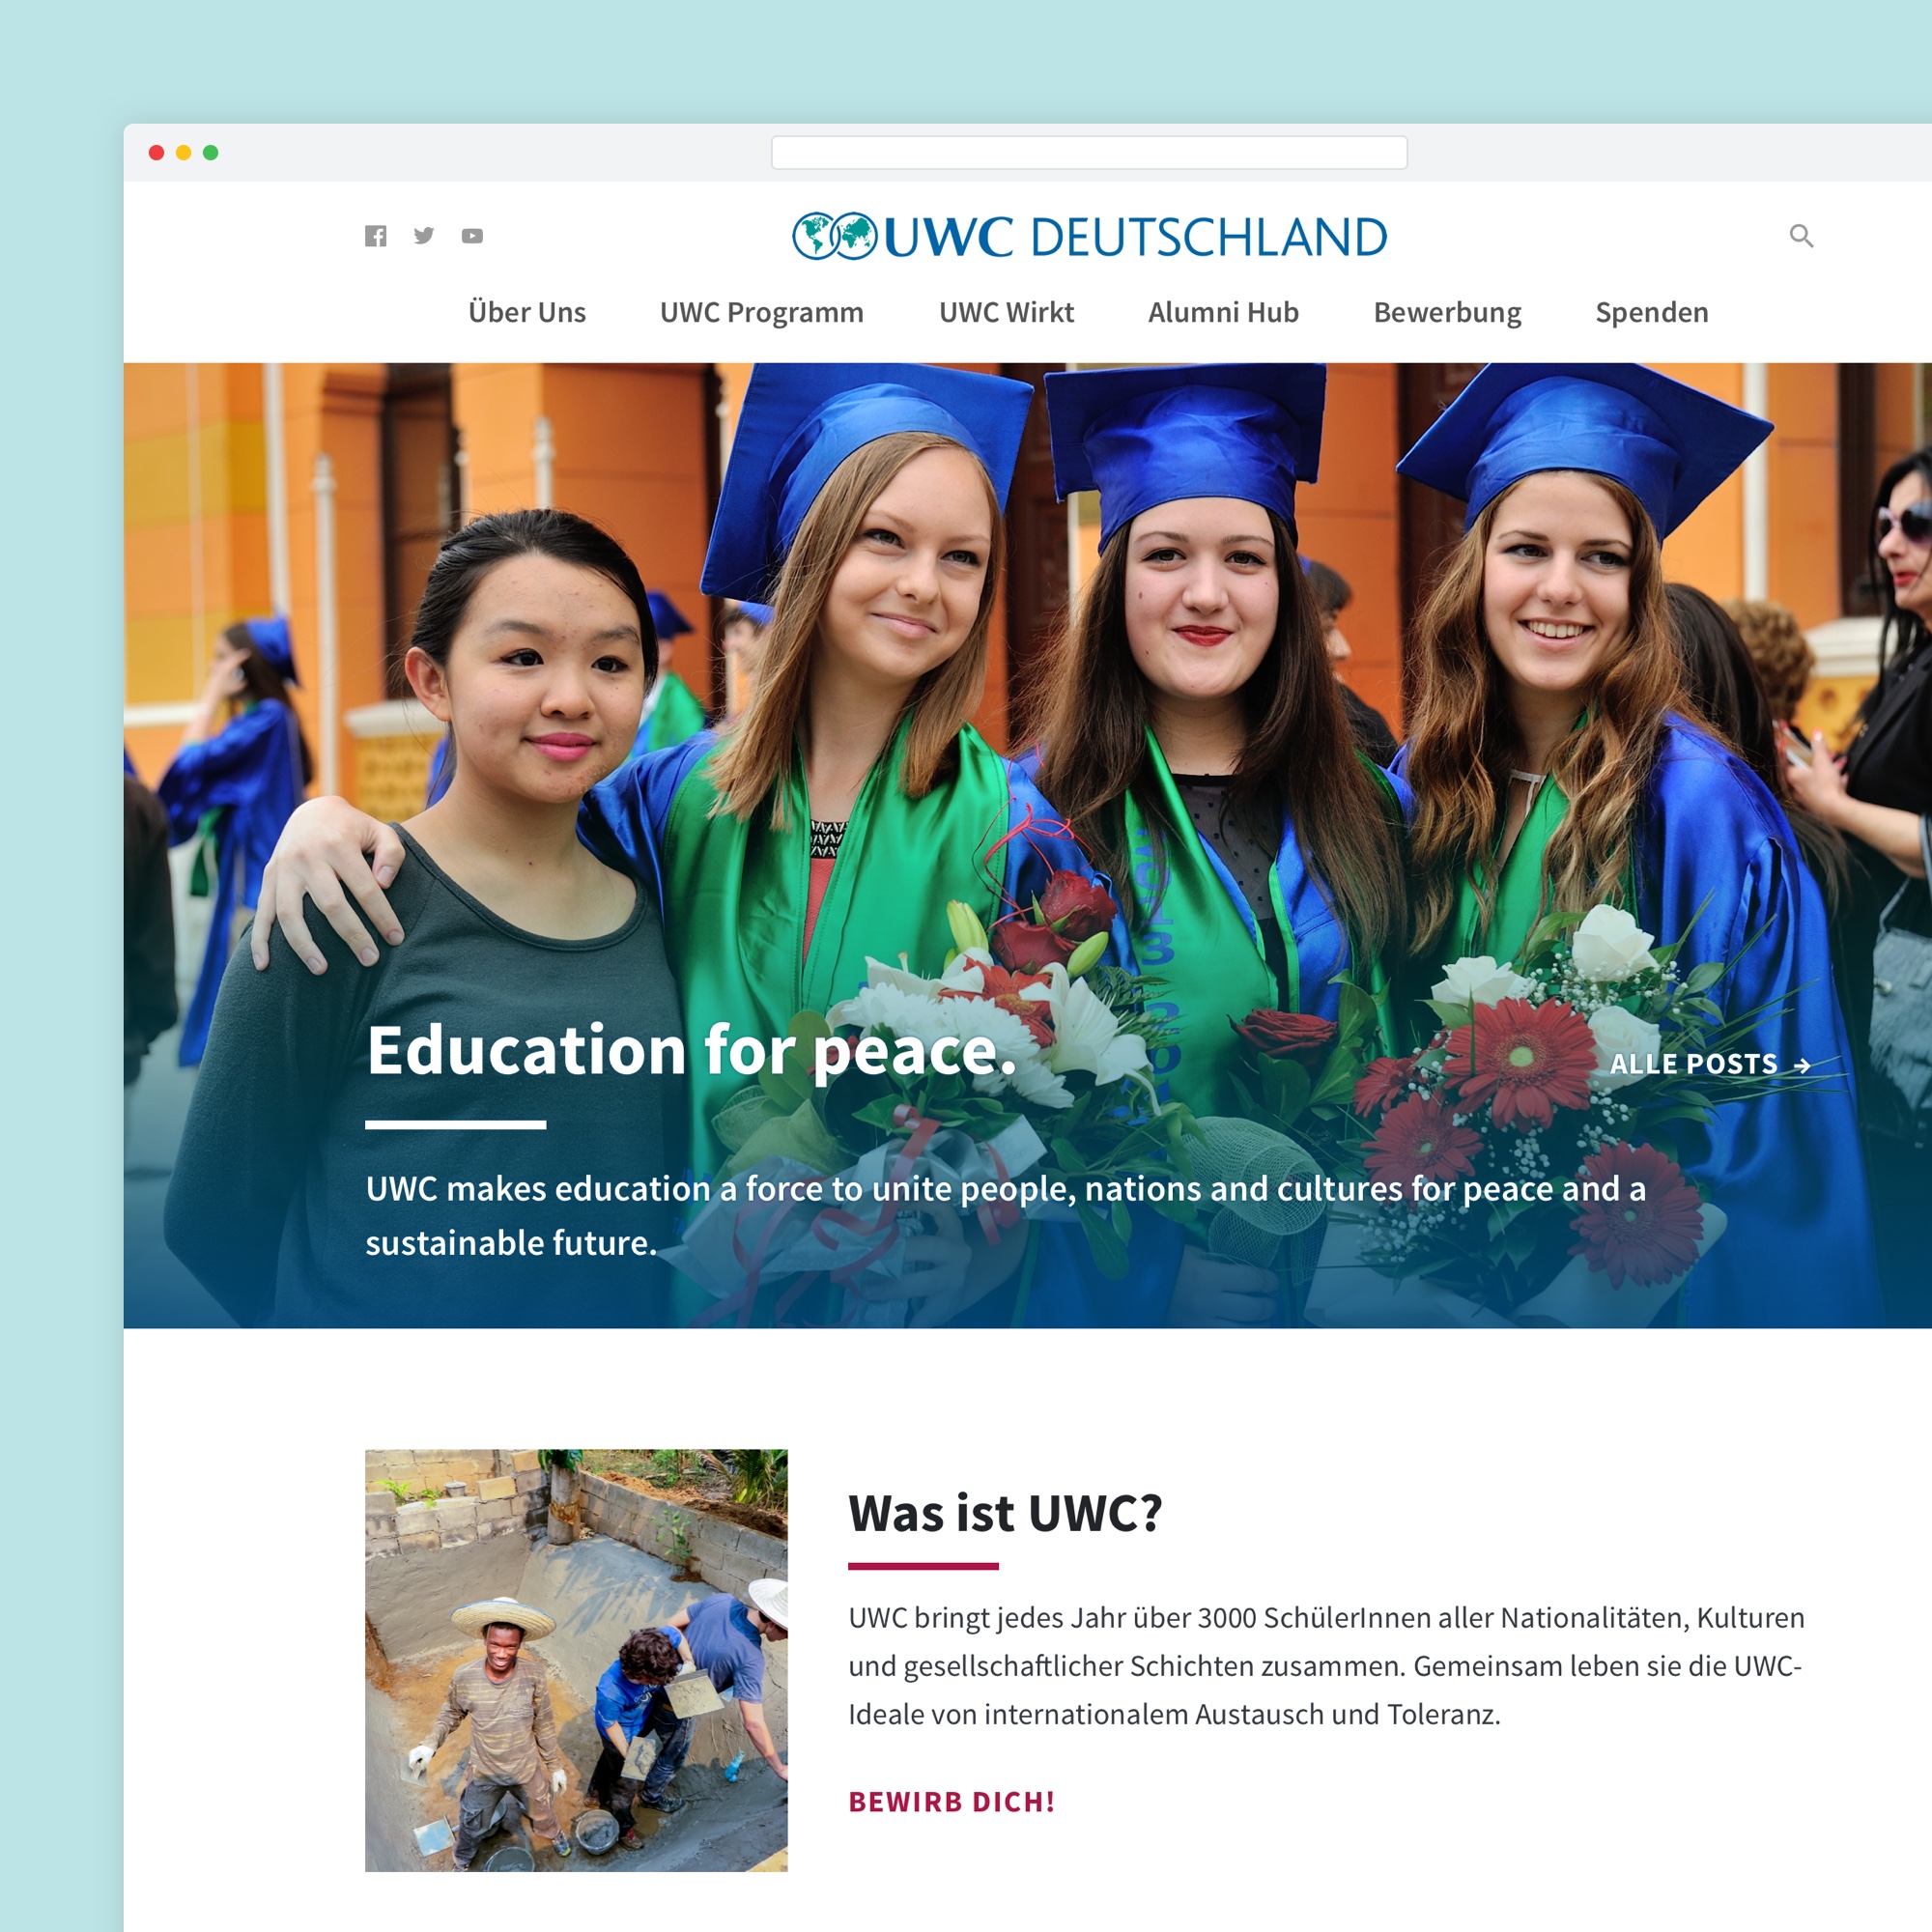 UWC DEUTSCHLAND
Über Uns UWC Programm UWC Wirkt Alumni Hub Bewerbung Spenden
Education for peace.
ALLE POSTS →
UWC makes education a force to unite people, nations and cultures for peace and a
sustainable future.
Was ist UWC?
UWC bringt jedes Jahr über 3000 SchülerInnen aller Nationalitäten, Kulturen
und gesellschaftlicher Schichten zusammen. Gemeinsam leben sie die UWC-
Ideale von internationalem Austausch und Toleranz.
BEWIRB DICH!